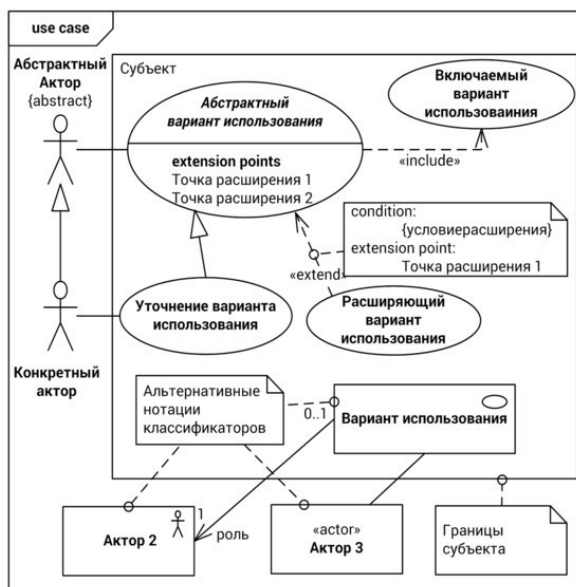 use case
Абстрактный
Актор
{abstract}
Субъект
Абстрактный
вариант использования
extension points
Точка расширения 1
Точка расширения 2
Включаемый
вариант
использоваиния
«include»
condition:
{условиерасширения}
extension point:
Точка расширения 1
«extend»
Уточнение варианта
использования
Расширяющий
вариант
использования
Конкретный
актор
Альтернативные
нотации
классификаторов
0..1
Вариант использования
1
Актор 2
роль
«actor»
Актор 3
Границы
субъекта